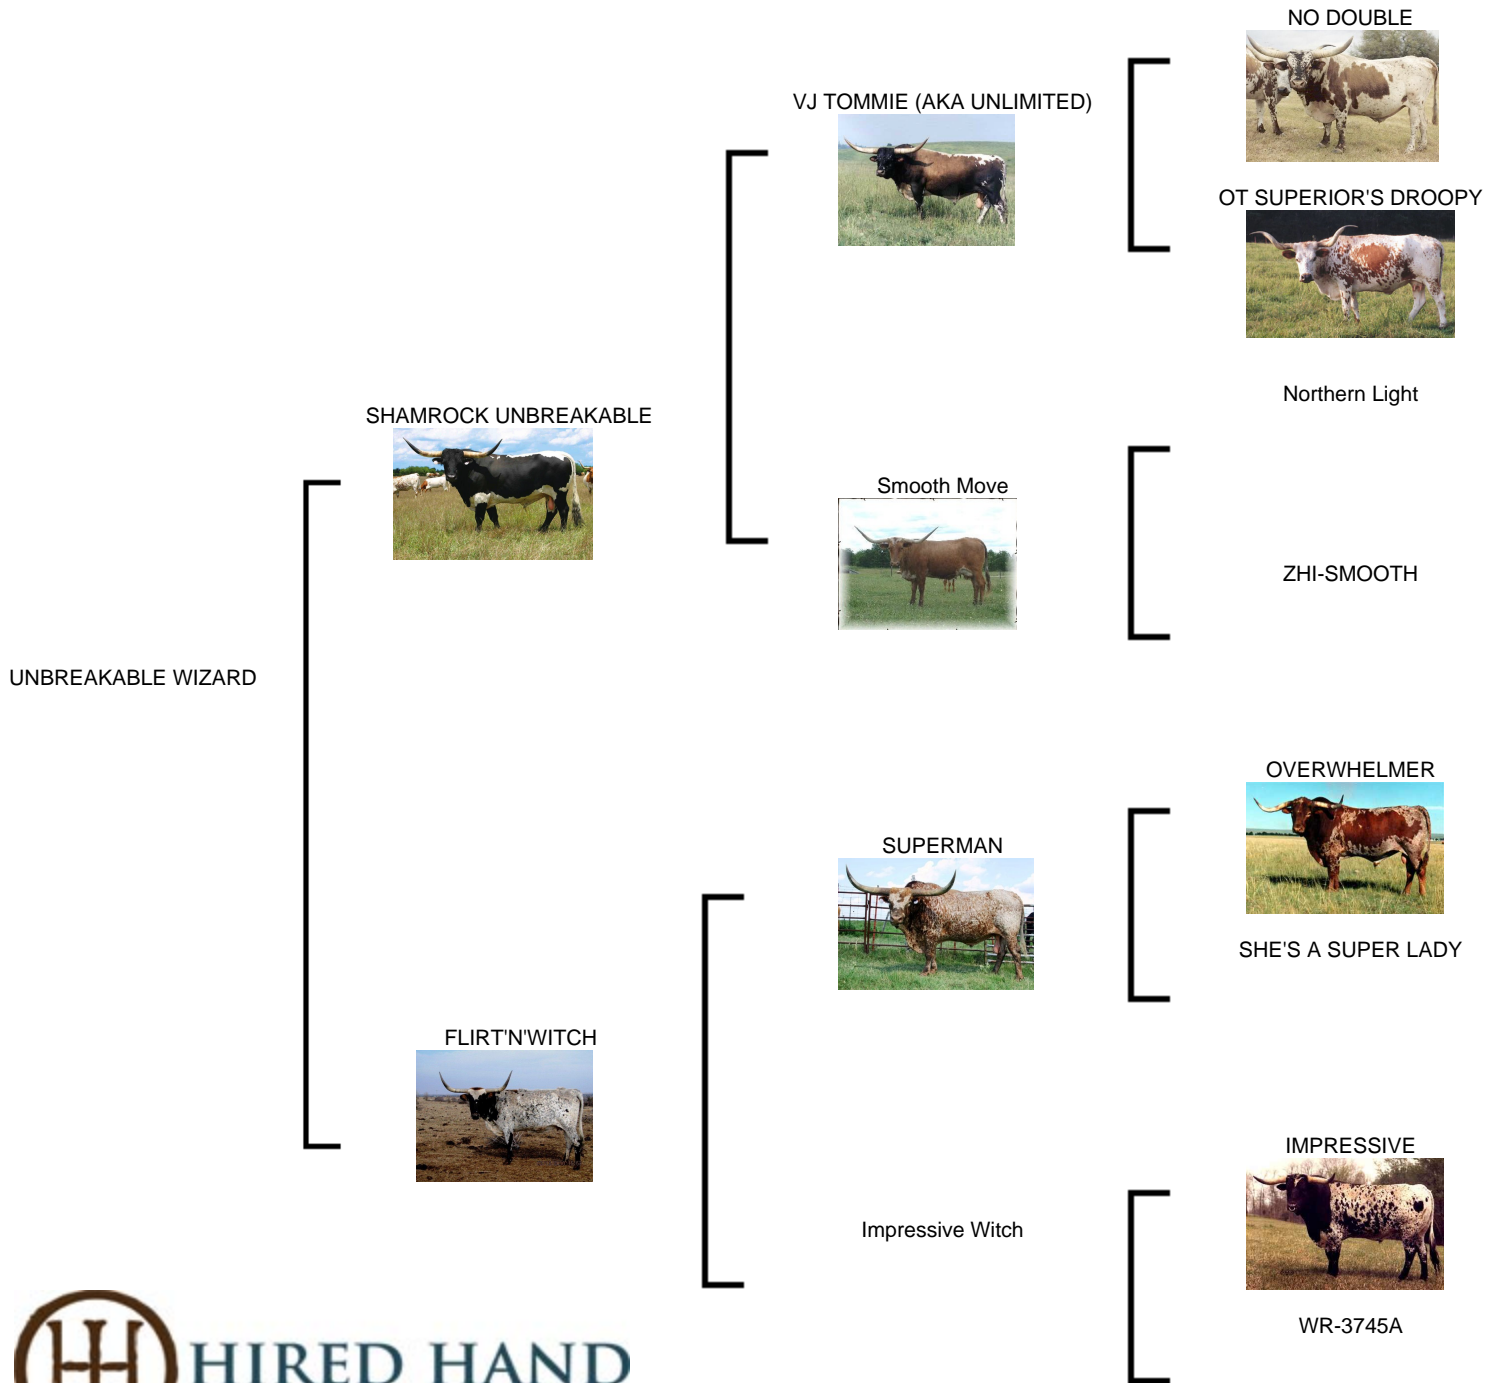 NO DOUBLE
VJ TOMMIE (AKA UNLIMITED)
OT SUPERIOR'S DROOPY
Northern Light
SHAMROCK UNBREAKABLE
Smooth Move
ZHI-SMOOTH
UNBREAKABLE WIZARD
OVERWHELMER
SUPERMAN
SHE'S A SUPER LADY
FLIRT'N'WITCH
IMPRESSIVE
Impressive Witch
WR-3745A
HIRED HAND